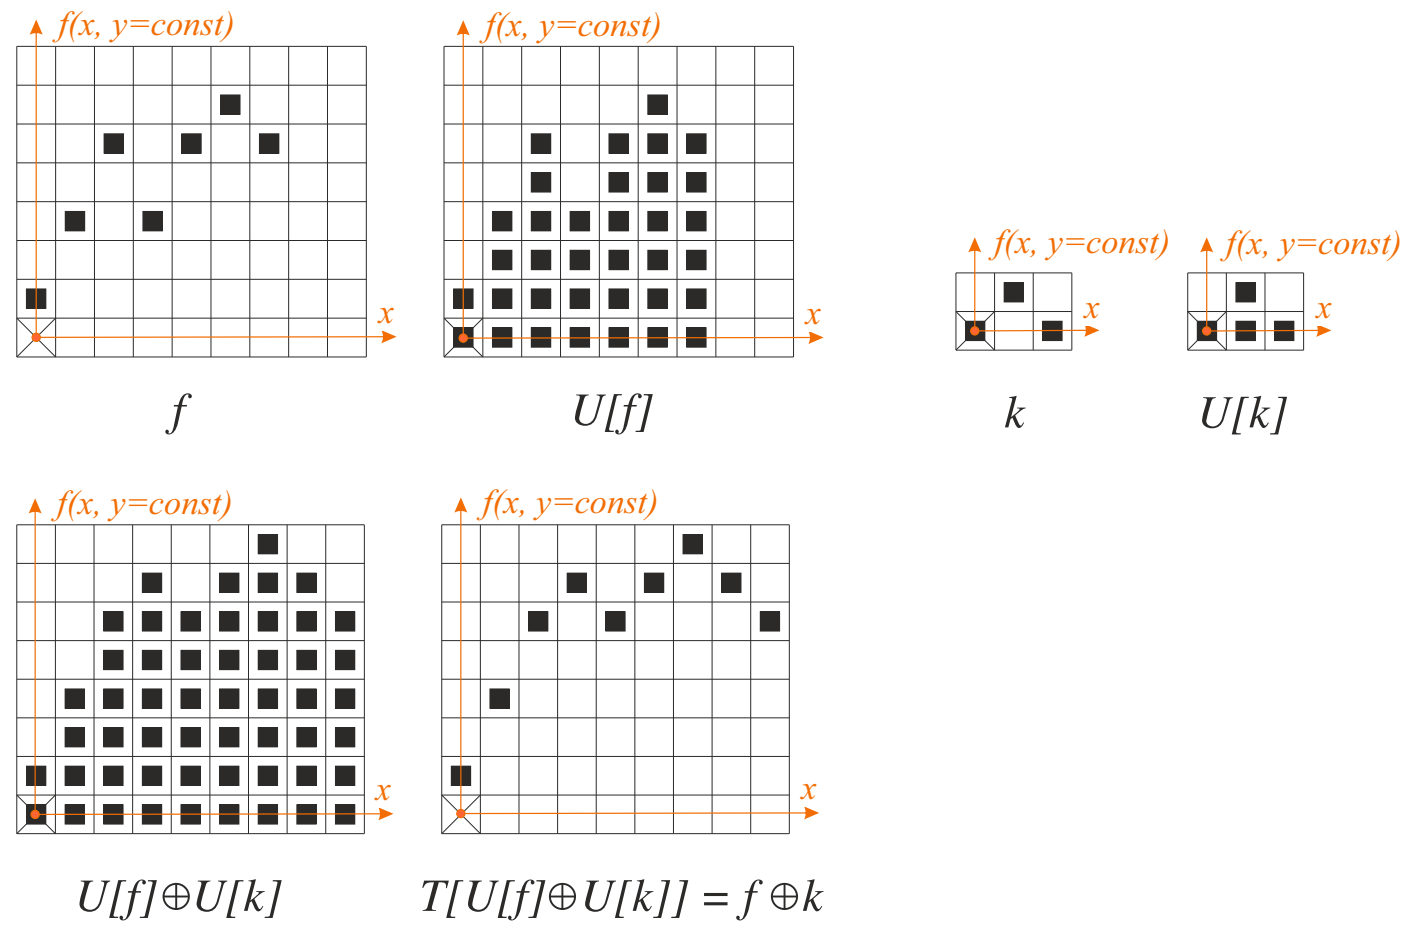 f(x, y=const)
x
f
f(x, y=const)
x
U[f]
f(x, y=const)
x
k
f(x, y=const)
x
U[k]
f(x, y=const)
x
U[f]⊕U[k]
f(x, y=const)
x
T[U[f]⊕U[k]] = f ⊕k